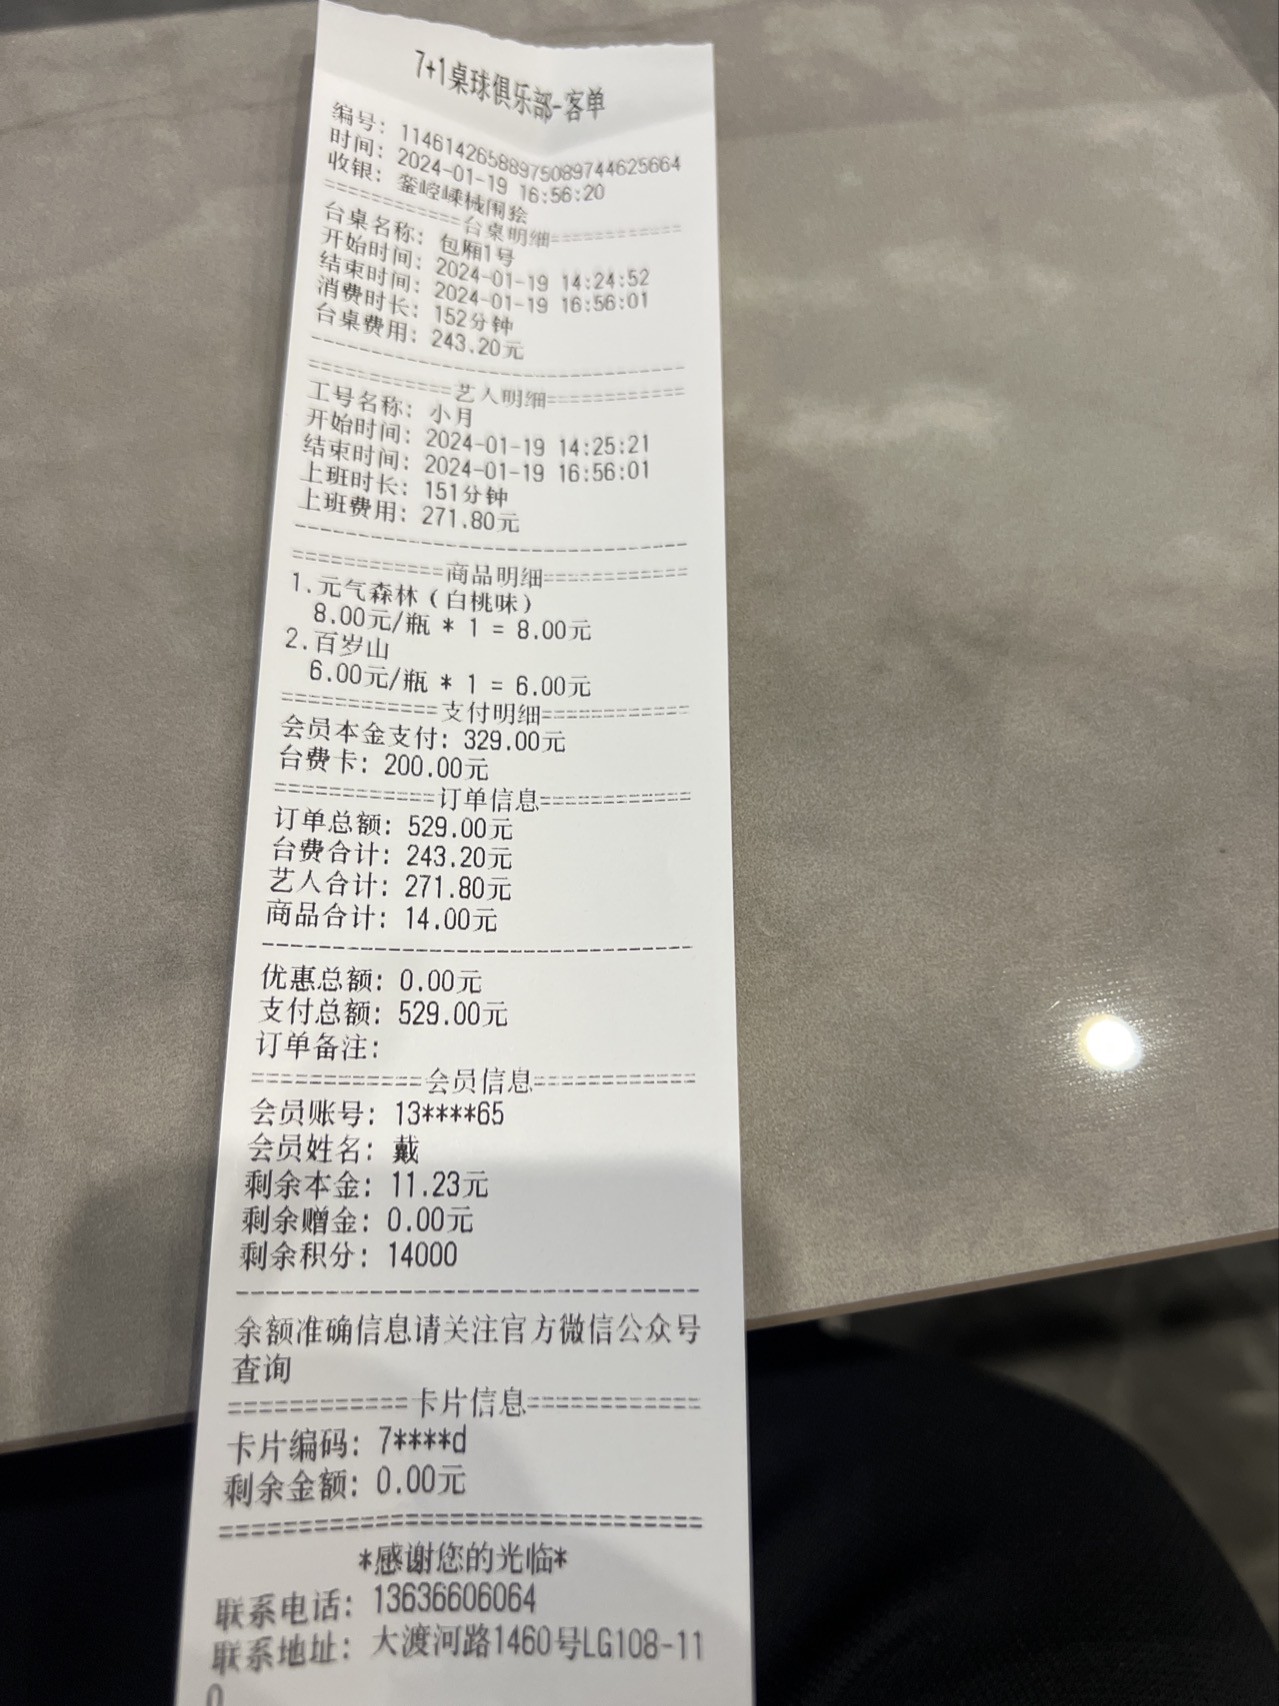 7+1桌球俱乐部-客单
编号: 1146142658897508974462566​4
时间: 2024-01-19 16:56:20
收银:
============台桌明细============
台桌名称: 包厢1号
开始时间: 2024-01-19 14:24:52
结束时间: 2024-01-19 16:56:01
消费时长: 152分钟
台桌费用: 243.20元
--------------------------------
============艺人明细============
工号名称: 小月
开始时间: 2024-01-19 14:25:21
结束时间: 2024-01-19 16:56:01
上班时长: 151分钟
上班费用: 271.80元
--------------------------------
============商品明细============
1.元气森林(白桃味)
8.00元/瓶 * 1 = 8.00元
2.百岁山
6.00元/瓶 * 1 = 6.00元
============支付明细============
会员本金支付: 329.00元
台费卡: 200.00元
============订单信息============
订单总额: 529.00元
台费合计: 243.20元
艺人合计: 271.80元
商品合计: 14.00元
--------------------------------
优惠总额: 0.00元
支付总额: 529.00元
订单备注:
============会员信息============
会员账号: 13****65
会员姓名: 戴
剩余本金: 11.23元
剩余赠金: 0.00元
剩余积分: 14000
--------------------------------
余额准确信息请关注官方微信公众号
查询
============卡片信息============
卡片编码: 7****d
剩余金额: 0.00元
================================
*感谢您的光临*
联系电话: 13636606064
联系地址: 大渡河路1460号LG108-11
0